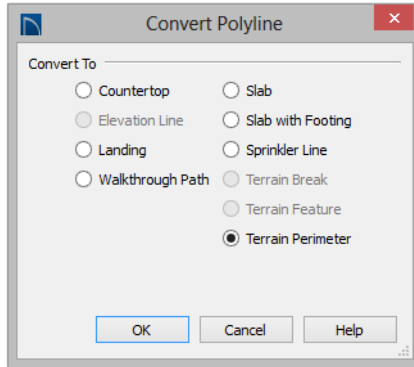 Convert Polyline
Convert To
Countertop Slab
Elevation Line Slab with Footing
Landing Sprinkler Line
Walkthrough Path Terrain Break
Terrain Feature
Terrain Perimeter
OK Cancel Help